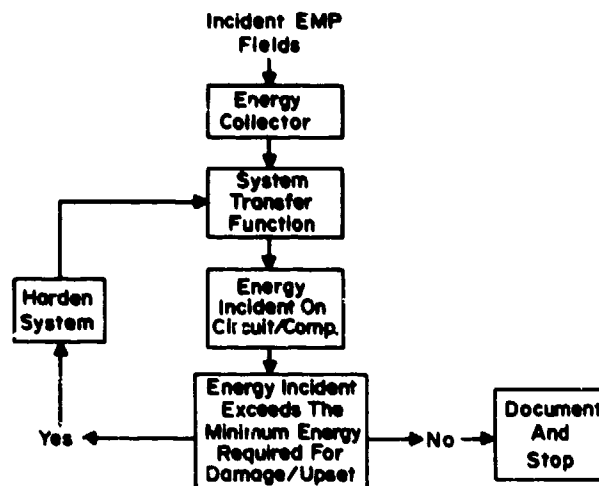 Incident EMP
Fields
Energy
Collector
System
Transfer
Function
Energy
Incident On
Circuit/Comp.
Harden
System
Energy Incident
Exceeds The
Minimum Energy
Required For
Damage/Upset
Yes
No
Document
And
Stop